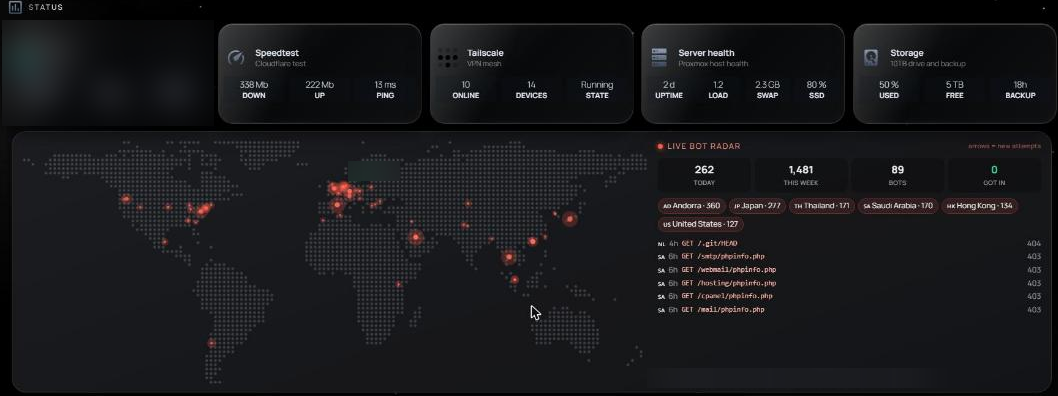 STATUS
Speedtest
Cloudflare test
338 Mb 222 Mb 13 ms
DOWN UP PING
Tailscale
VPN mesh
10 14 Running
ONLINE DEVICES STATE
Server health
Proxmox host health
2 d 1.2 2.3 GB 80 %
UPTIME LOAD SWAP SSD
Storage
10TB drive and backup
50 % 5 TB 18h
USED FREE BACKUP
LIVE BOT RADAR arrows = new attempts
262 1,481 89 0
TODAY THIS WEEK BOTS GOT IN
AD Andorra · 360 JP Japan · 277 TH Thailand · 171 SA Saudi Arabia · 170 HK Hong Kong · 134
US United States · 127
NL 4h GET /.git/HEAD 404
SA 6h GET /smtp/phpinfo.php 403
SA 6h GET /webmail/phpinfo.php 403
SA 6h GET /hosting/phpinfo.php 403
SA 6h GET /cpanel/phpinfo.php 403
SA 6h GET /mail/phpinfo.php 403